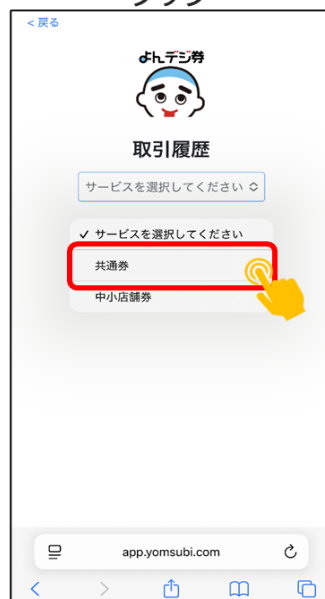 < 戻る
よんデジ券
取引履歴
サービスを選択してください
✓ サービスを選択してください
共通券
中小店舗券
app.yomsubi.com